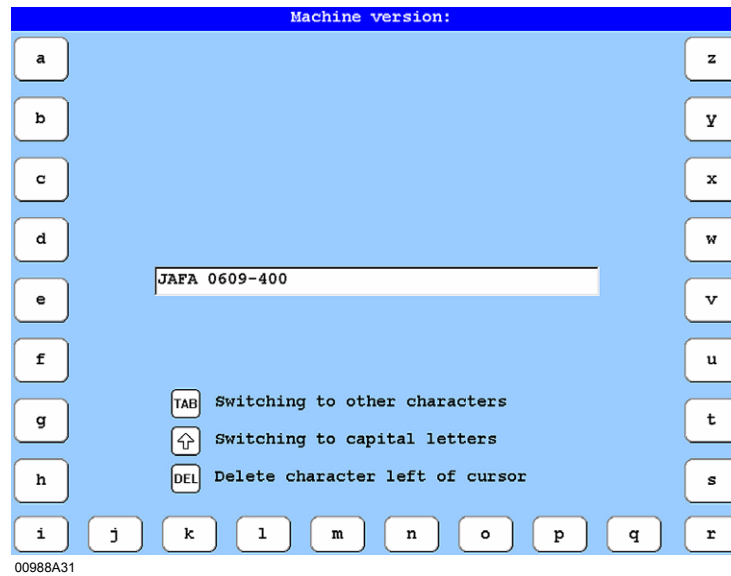 Machine version:
a
z
b
y
c
x
d
w
JAFA 0609-400
e
v
f
u
TAB Switching to other characters
g
t
Switching to capital letters
h
DEL Delete character left of cursor
s
i j k l m n o p q r
00988A31